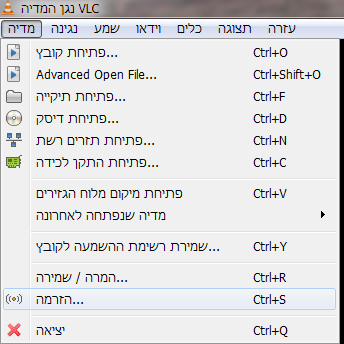 נגן המדיה VLC
מדיה נגינה שמע וידאו כלים תצוגה עזרה
פתיחת קובץ... Ctrl+O
Advanced Open File... Ctrl+Shift+O
פתיחת תיקייה... Ctrl+F
פתיחת דיסק... Ctrl+D
פתיחת תזרים רשת... Ctrl+N
פתיחת התקן לכידה... Ctrl+C
פתיחת מיקום מלוח הגזירים Ctrl+V
מדיה שנפתחה לאחרונה
שמירת רשימת ההשמעה לקובץ... Ctrl+Y
המרה / שמירה... Ctrl+R
הזרמה... Ctrl+S
יציאה Ctrl+Q